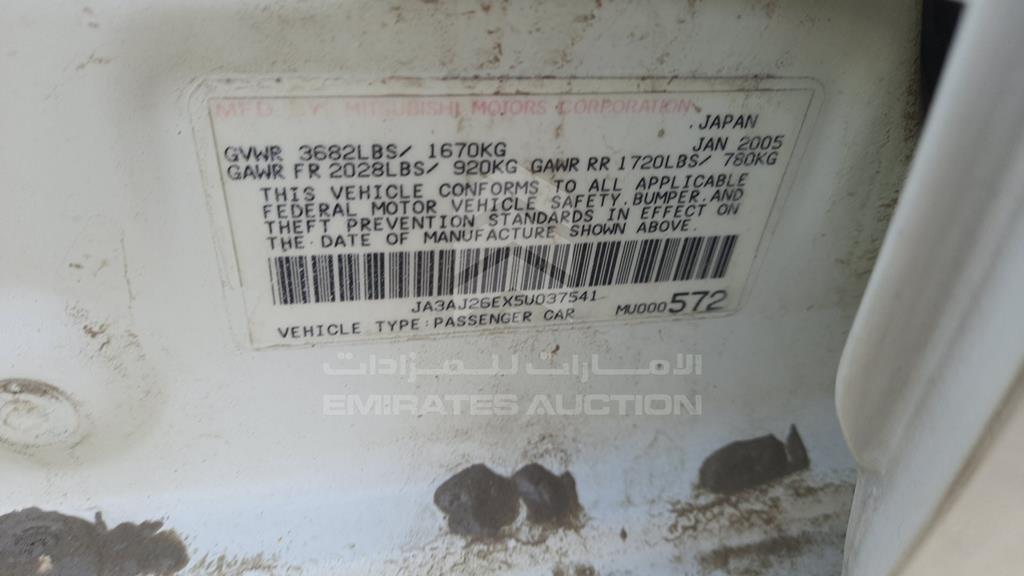 MFD BY MITSUBISHI MOTORS CORPORATION
JAPAN
GVWR 3682LBS/ 1670KG JAN 2005
GAWR FR 2028LBS/ 920KG GAWR RR 1720LBS/ 780KG
THIS VEHICLE CONFORMS TO ALL APPLICABLE
FEDERAL MOTOR VEHICLE SAFETY, BUMPER, AND
THEFT PREVENTION STANDARDS IN EFFECT ON
THE DATE OF MANUFACTURE SHOWN ABOVE.
JA3AJ26EX5U037541
VEHICLE TYPE: PASSENGER CAR MU000572
الامارات للمزادات
EMIRATES AUCTION